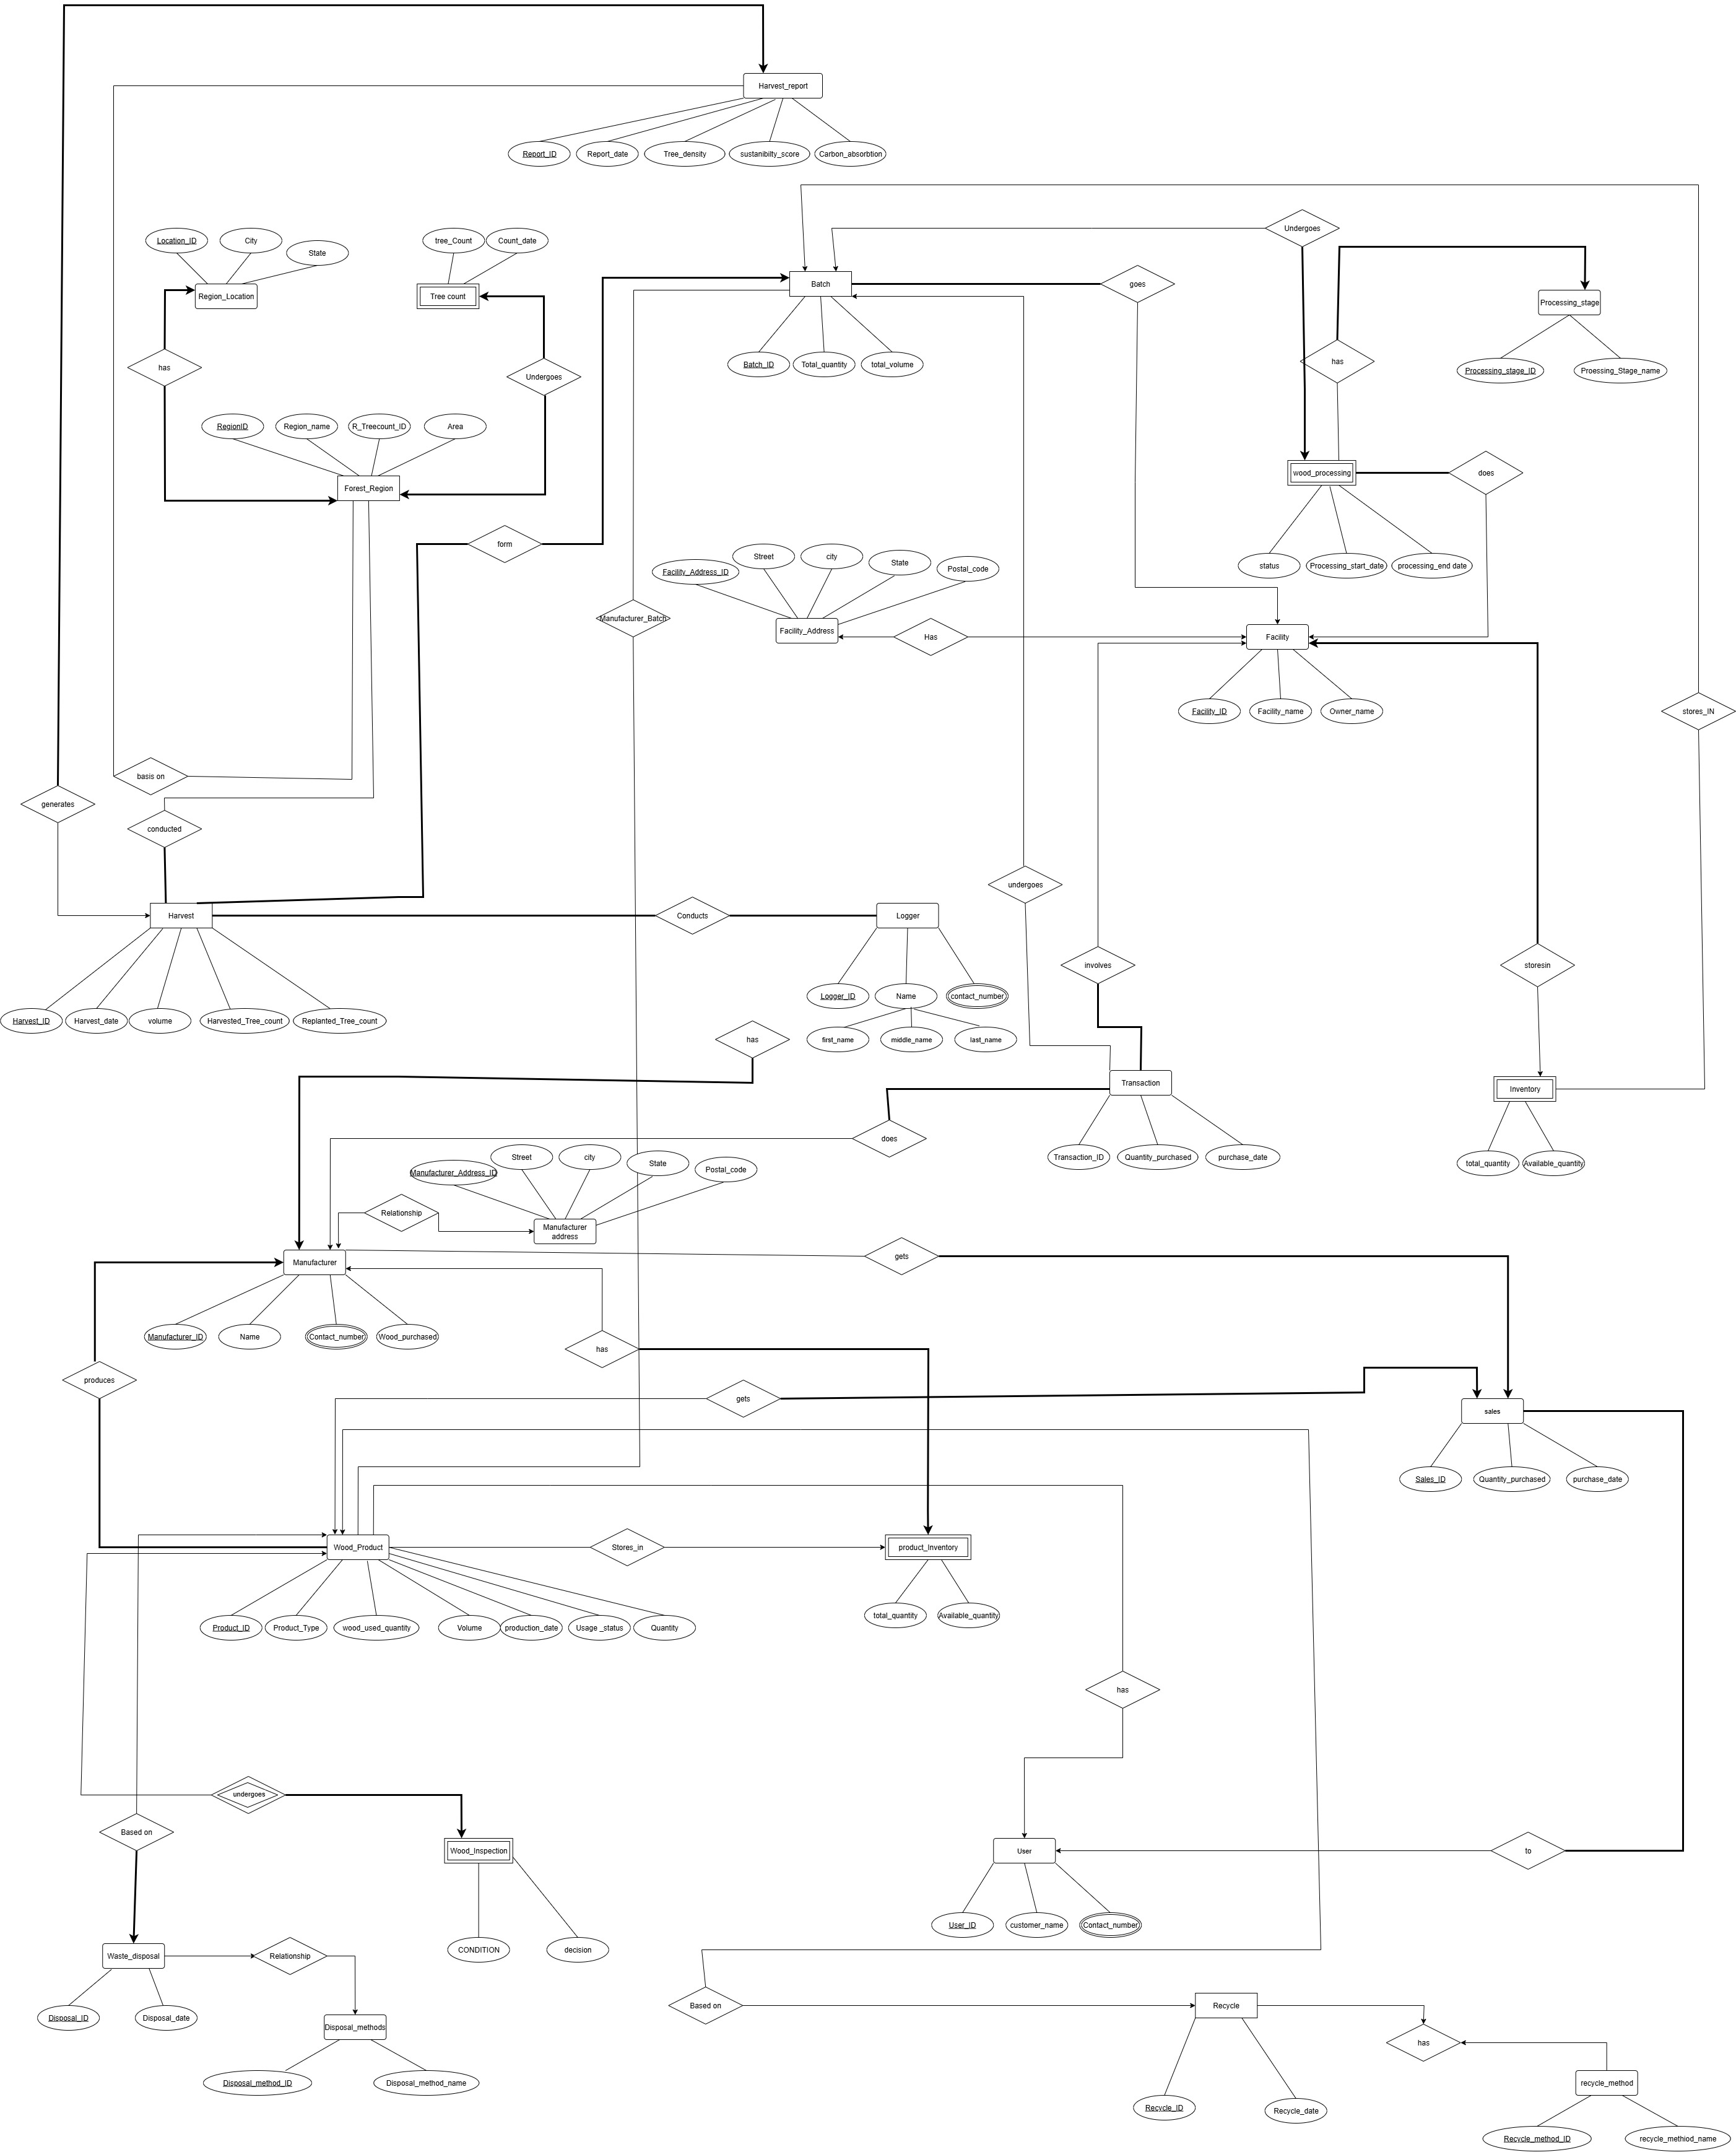 Harvest_report
Report_ID
Report_date
Tree_density
sustanibilty_score
Carbon_absorbtion
Undergoes
Location_ID
City
State
tree_Count
Count_date
Region_Location
Tree count
Batch
goes
Processing_stage
has
Undergoes
Batch_ID
Total_quantity
total_volume
has
Processing_stage_ID
Proessing_Stage_name
RegionID
Region_name
R_Treecount_ID
Area
Forest_Region
wood_processing
does
form
Facility_Address_ID
Street
city
State
Postal_code
status
Processing_start_date
processing_end date
Manufacturer_Batch
Facility_Address
Has
Facility
Facility_ID
Facility_name
Owner_name
stores_IN
basis on
generates
conducted
undergoes
Harvest
Conducts
Logger
involves
storesin
Logger_ID
Name
contact_number
Harvest_ID
Harvest_date
volume
Harvested_Tree_count
Replanted_Tree_count
first_name
middle_name
last_name
has
Transaction
Inventory
does
Transaction_ID
Quantity_purchased
purchase_date
total_quantity
Available_quantity
Manufacturer_Address_ID
Street
city
State
Postal_code
Relationship
Manufacturer
address
Manufacturer
gets
Manufacturer_ID
Name
Contact_number
Wood_purchased
has
produces
gets
sales
Sales_ID
Quantity_purchased
purchase_date
Wood_Product
Stores_in
product_Inventory
Product_ID
Product_Type
wood_used_quantity
Volume
production_date
Usage _status
Quantity
total_quantity
Available_quantity
has
undergoes
Based on
Wood_Inspection
User
to
User_ID
customer_name
Contact_number
CONDITION
decision
Waste_disposal
Relationship
Disposal_ID
Disposal_date
Disposal_methods
Based on
Recycle
has
Disposal_method_ID
Disposal_method_name
recycle_method
Recycle_ID
Recycle_date
Recycle_method_ID
recycle_methiod_name